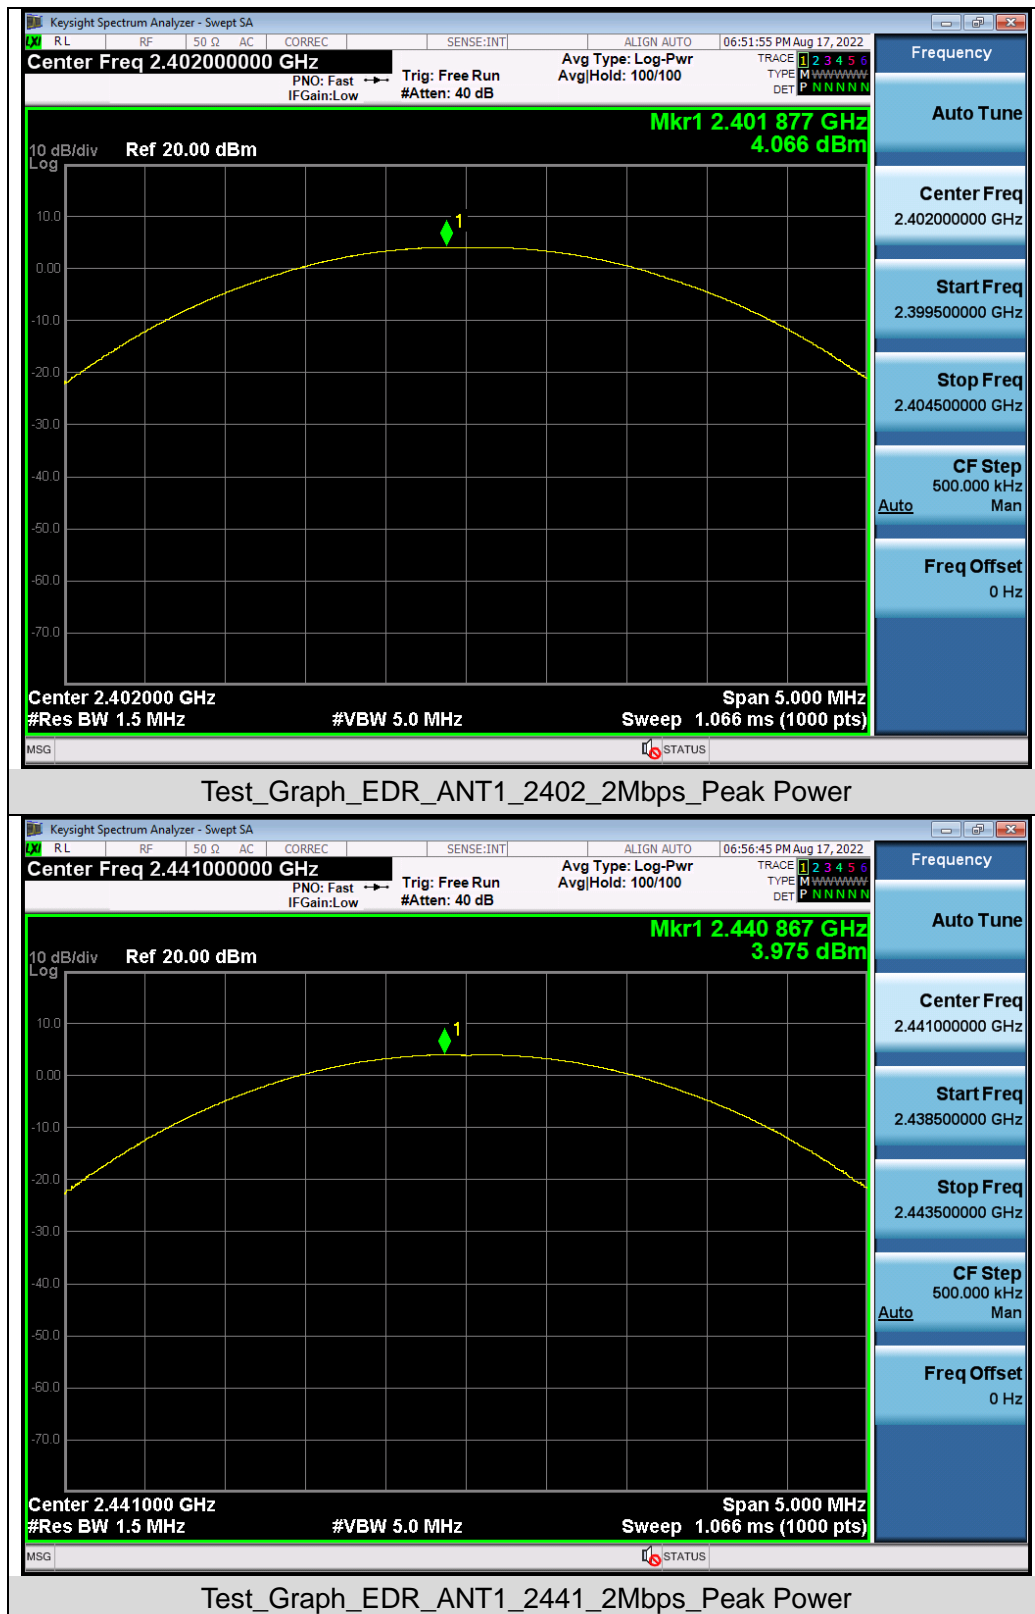 Keysight Spectrum Analyzer - Swept SA
LXI RL RF 50 Ω AC CORREC SENSE:INT ALIGN AUTO 06:51:55 PM Aug 17, 2022
Center Freq 2.402000000 GHz
PNO: Fast
IFGain:Low
Trig: Free Run
#Atten: 40 dB
Avg Type: Log-Pwr
Avg|Hold: 100/100
TRACE 1 2 3 4 5 6
TYPE M WWWWW
DET P N N N N N
Mkr1 2.401 877 GHz
4.066 dBm
10 dB/div Ref 20.00 dBm
Log
1
10.0
0.00
-10.0
-20.0
-30.0
-40.0
-50.0
-60.0
-70.0
Center 2.402000 GHz Span 5.000 MHz
#Res BW 1.5 MHz #VBW 5.0 MHz Sweep 1.066 ms (1000 pts)
MSG STATUS
Frequency
Auto Tune
Center Freq
2.402000000 GHz
Start Freq
2.399500000 GHz
Stop Freq
2.404500000 GHz
CF Step
500.000 kHz
Auto Man
Freq Offset
0 Hz
Test_Graph_EDR_ANT1_2402_2Mbps_Peak Power
Keysight Spectrum Analyzer - Swept SA
LXI RL RF 50 Ω AC CORREC SENSE:INT ALIGN AUTO 06:56:45 PM Aug 17, 2022
Center Freq 2.441000000 GHz
PNO: Fast
IFGain:Low
Trig: Free Run
#Atten: 40 dB
Avg Type: Log-Pwr
Avg|Hold: 100/100
TRACE 1 2 3 4 5 6
TYPE M WWWWW
DET P N N N N N
Mkr1 2.440 867 GHz
3.975 dBm
10 dB/div Ref 20.00 dBm
Log
1
10.0
0.00
-10.0
-20.0
-30.0
-40.0
-50.0
-60.0
-70.0
Center 2.441000 GHz Span 5.000 MHz
#Res BW 1.5 MHz #VBW 5.0 MHz Sweep 1.066 ms (1000 pts)
MSG STATUS
Frequency
Auto Tune
Center Freq
2.441000000 GHz
Start Freq
2.438500000 GHz
Stop Freq
2.443500000 GHz
CF Step
500.000 kHz
Auto Man
Freq Offset
0 Hz
Test_Graph_EDR_ANT1_2441_2Mbps_Peak Power